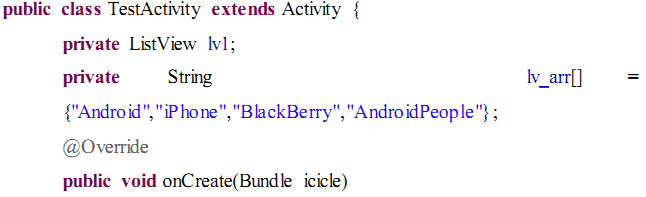 public class TestActivity extends Activity {
private ListView lv1;
private String lv_arr[] =
{"Android","iPhone","BlackBerry","AndroidPeople"};
@Override
public void onCreate(Bundle icicle)